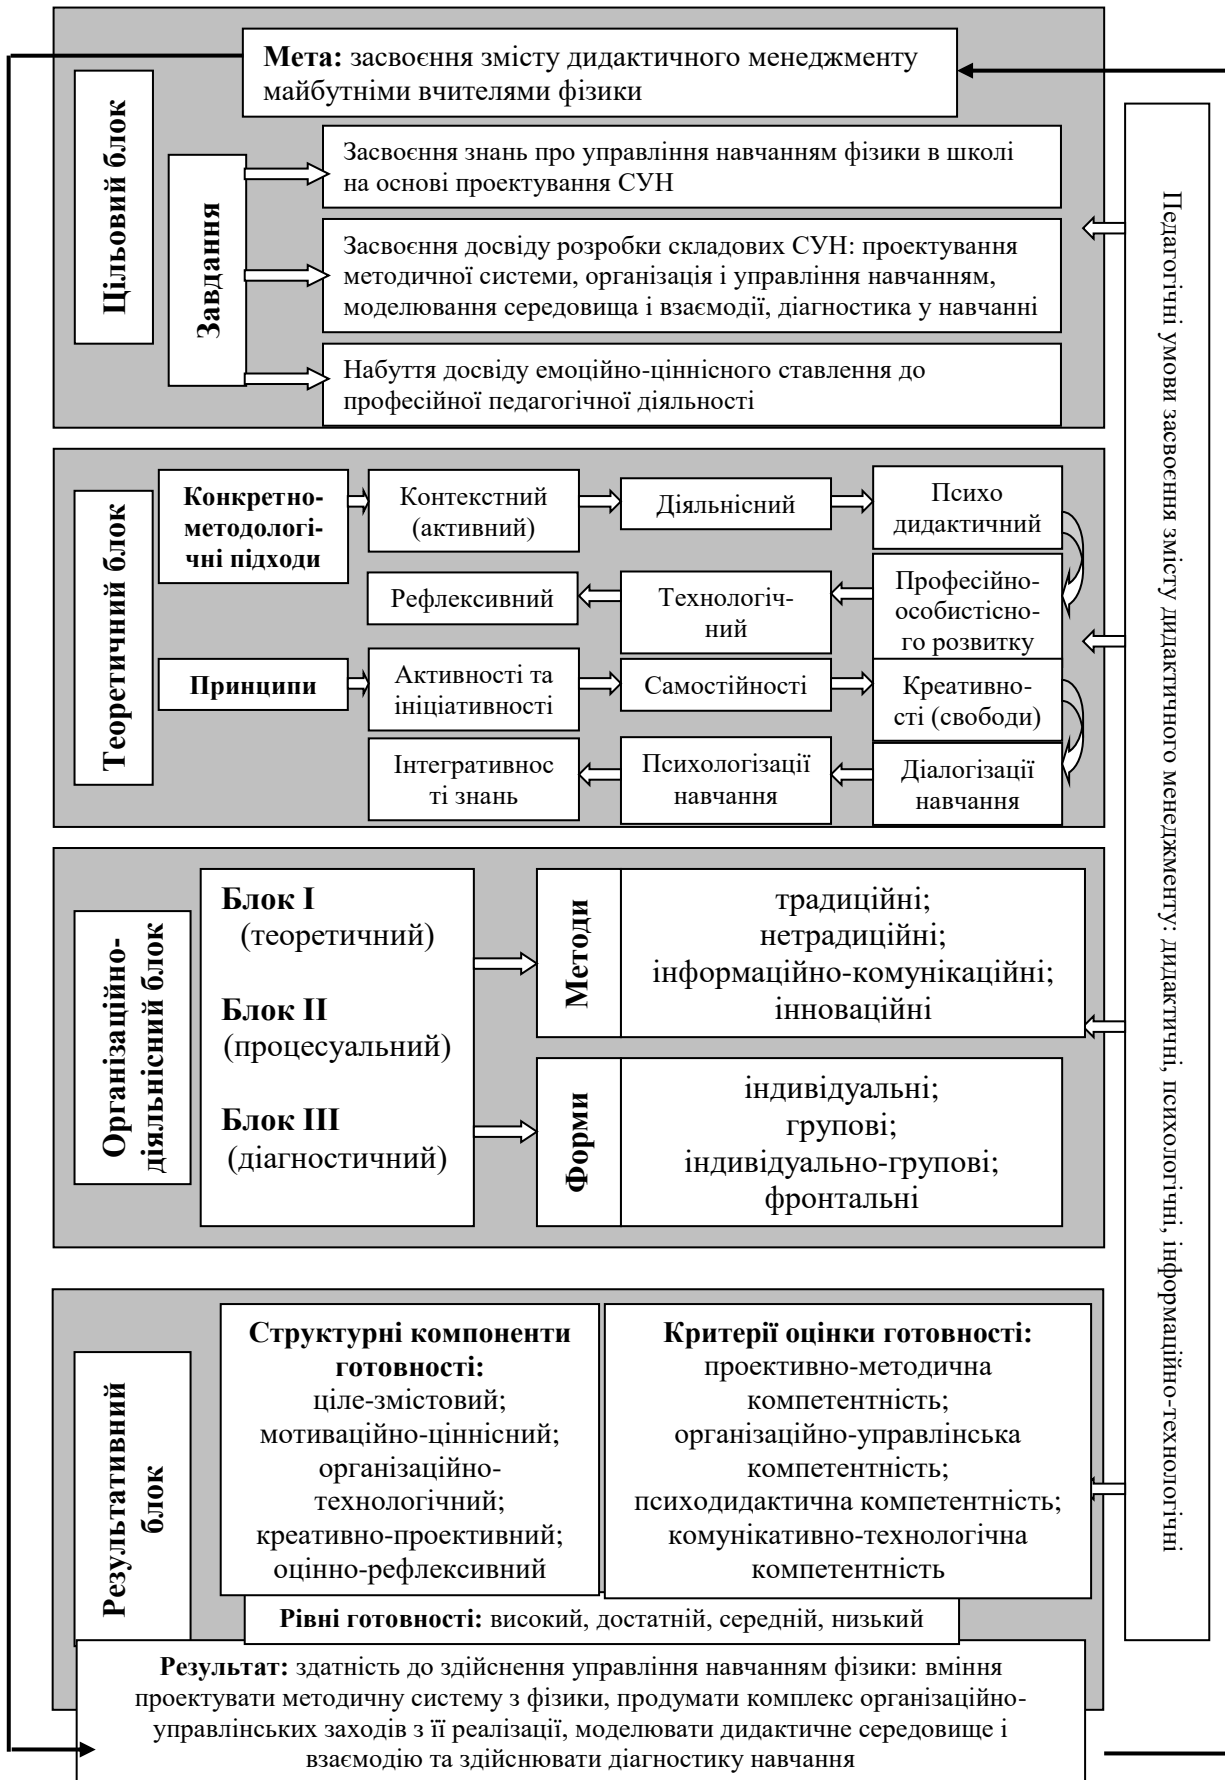 Мета: засвоєння змісту дидактичного менеджменту
майбутніми вчителями фізики
Цільовий блок
Завдання
Засвоєння знань про управління навчанням фізики в школі
на основі проектування СУН
Засвоєння досвіду розробки складових СУН: проектування
методичної системи, організація і управління навчанням,
моделювання середовища і взаємодії, діагностика у навчанні
Набуття досвіду емоційно-ціннісного ставлення до
професійної педагогічної діяльності
Теоретичний блок
Конкретно-
методологі-
чні підходи
Контекстний
(активний)
Діяльнісний
Психо
дидактичний
Професійно-
особистісно-
го розвитку
Технологіч-
ний
Рефлексивний
Принципи
Активності та
ініціативності
Самостійності
Креативно-
сті (свободи)
Діалогізації
навчання
Психологізації
навчання
Інтегративнос
ті знань
Організаційно-
діяльнісний блок
Блок І
(теоретичний)
Блок ІІ
(процесуальний)
Блок ІІІ
(діагностичний)
Методи
традиційні;
нетрадиційні;
інформаційно-комунікаційні;
інноваційні
Форми
індивідуальні;
групові;
індивідуально-групові;
фронтальні
Результативний
блок
Структурні компоненти
готовності:
ціле-змістовий;
мотиваційно-ціннісний;
організаційно-
технологічний;
креативно-проективний;
оцінно-рефлексивний
Критерії оцінки готовності:
проективно-методична
компетентність;
організаційно-управлінська
компетентність;
психодидактична компетентність;
комунікативно-технологічна
компетентність
Рівні готовності: високий, достатній, середній, низький
Результат: здатність до здійснення управління навчанням фізики: вміння
проектувати методичну систему з фізики, продумати комплекс організаційно-
управлінських заходів з її реалізації, моделювати дидактичне середовище і
взаємодію та здійснювати діагностику навчання
Педагогічні умови засвоєння змісту дидактичного менеджменту: дидактичні, психологічні, інформаційно-технологічні